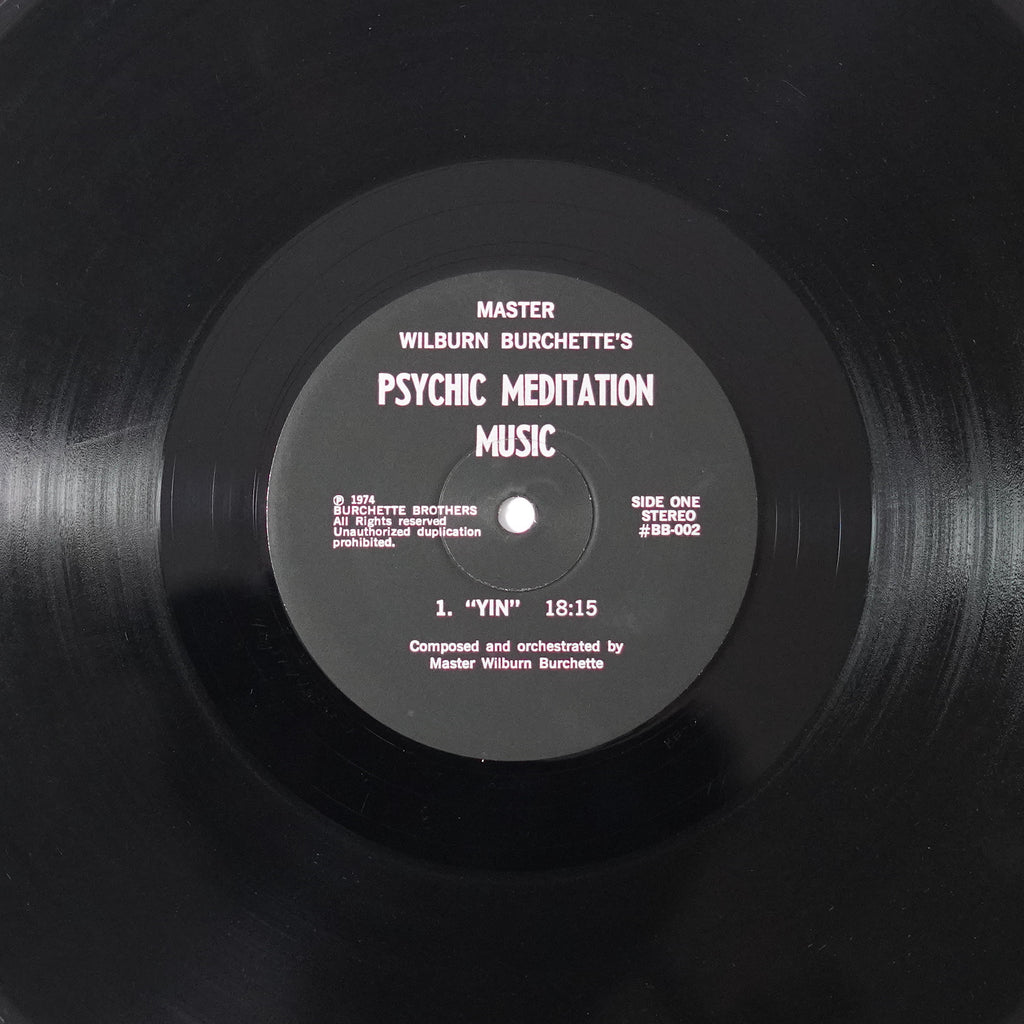 MASTER
WILBURN BURCHETTE'S
PSYCHIC MEDITATION
MUSIC
℗ 1974
BURCHETTE BROTHERS
All Rights reserved
Unauthorized duplication
prohibited.
SIDE ONE
STEREO
#BB-002
1. “YIN” 18:15
Composed and orchestrated by
Master Wilburn Burchette